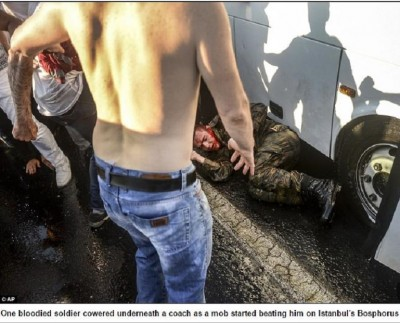 © AP
One bloodied soldier cowered underneath a coach as a mob started beating him on Istanbul's Bosphorus